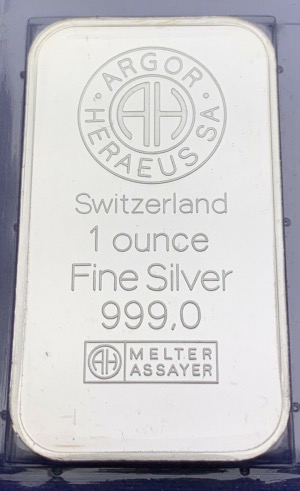 ARGOR HERAEUS SA
AH
Switzerland
1 ounce
Fine Silver
999,0
AH MELTER
ASSAYER